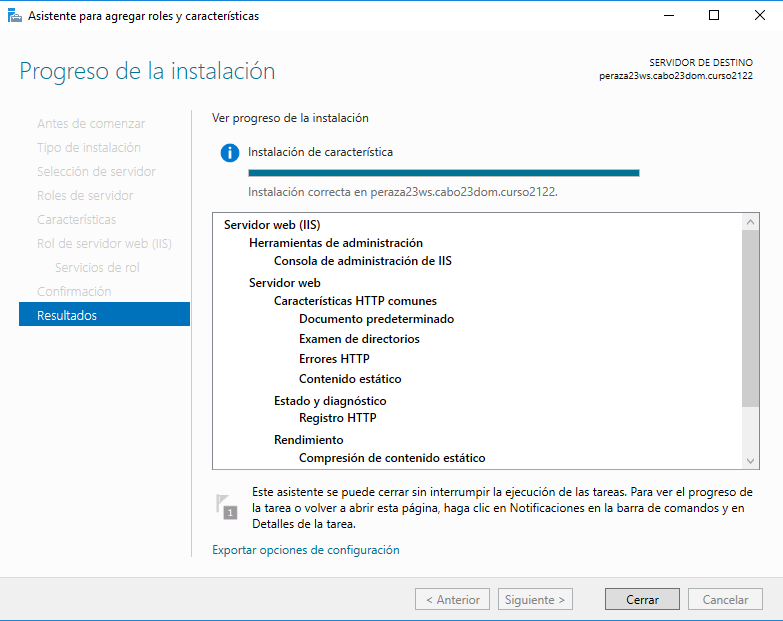 Asistente para agregar roles y características
Progreso de la instalación
SERVIDOR DE DESTINO
peraza23ws.cabo23dom.curso2122
Antes de comenzar
Tipo de instalación
Selección de servidor
Roles de servidor
Características
Rol de servidor web (IIS)
Servicios de rol
Confirmación
Resultados
Ver progreso de la instalación
Instalación de característica
Instalación correcta en peraza23ws.cabo23dom.curso2122.
Servidor web (IIS)
Herramientas de administración
Consola de administración de IIS
Servidor web
Características HTTP comunes
Documento predeterminado
Examen de directorios
Errores HTTP
Contenido estático
Estado y diagnóstico
Registro HTTP
Rendimiento
Compresión de contenido estático
1
Este asistente se puede cerrar sin interrumpir la ejecución de las tareas. Para ver el progreso de
la tarea o volver a abrir esta página, haga clic en Notificaciones en la barra de comandos y en
Detalles de la tarea.
Exportar opciones de configuración
< Anterior
Siguiente >
Cerrar
Cancelar